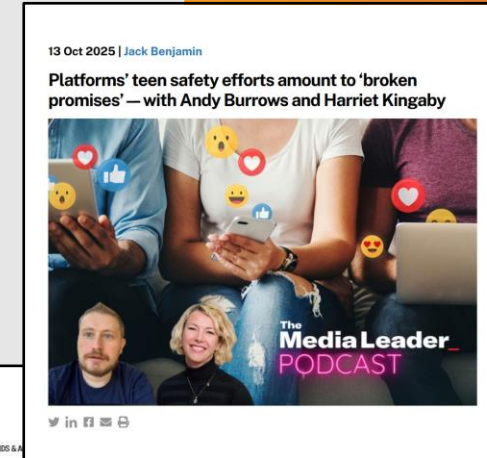 13 Oct 2025 | Jack Benjamin
Platforms' teen safety efforts amount to 'broken
promises' — with Andy Burrows and Harriet Kingaby
The
Media Leader_
PODCAST
in